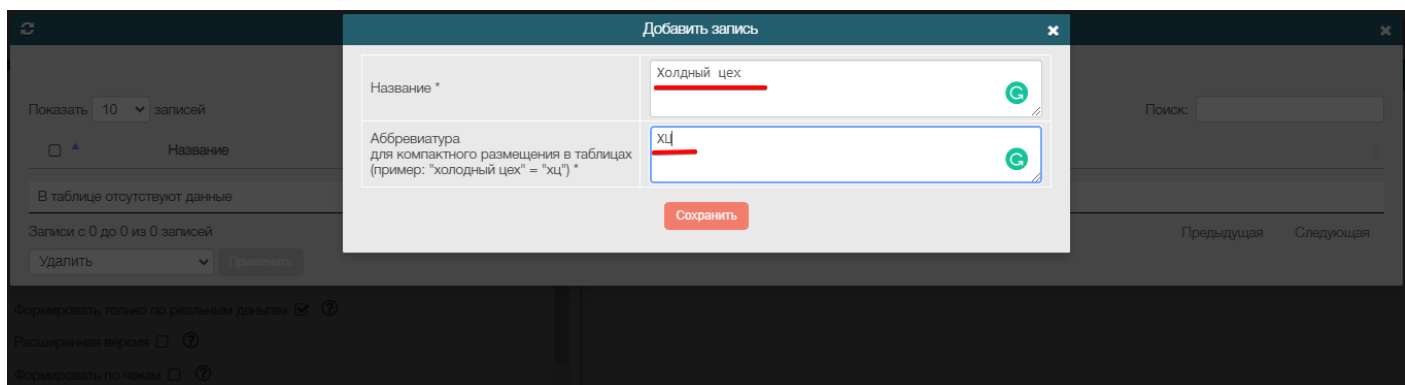 Добавить запись
Название *
Холдный цех
Показать 10 записей
Поиск:
Аббревиатура
для компактного размещения в таблицах
(пример: "холодный цех" = "хц") *
ХЦ
Название
В таблице отсутствуют данные
Сохранить
Записи с 0 до 0 из 0 записей
Предыдущая Следующая
Удалить Применить
Формировать только по реальным деньгам
Расширенная версия
Формировать по чекам